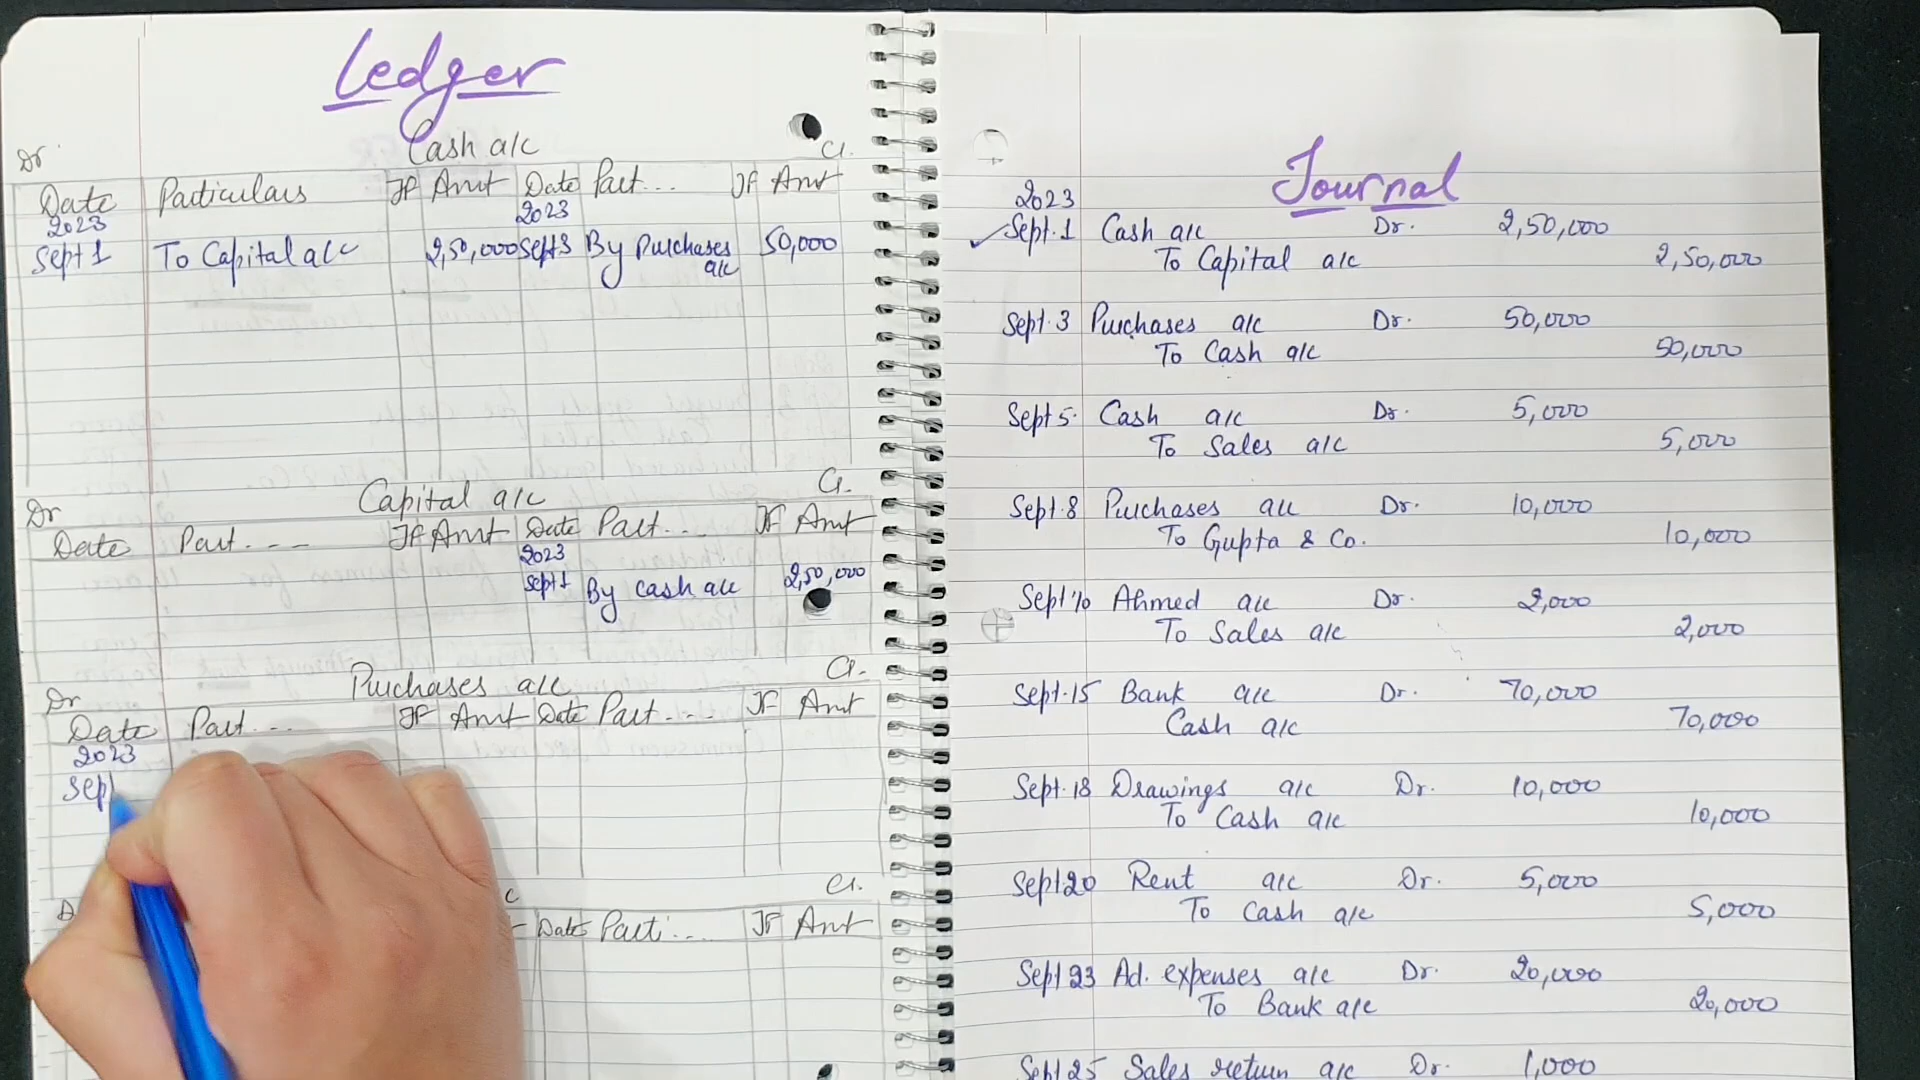 Ledger
Cash a/c
Dr. Cr.
Date Particulars JF Amt Date Part... JF Amt
2023 2023
Sept 1 To Capital a/c 2,50,000 Sept 3 By Purchases 50,000
a/c
Capital a/c
Dr Cr.
Date Part... JF Amt Date Part... JF Amt
2023
Sept 1 By cash a/c 2,50,000
Purchases a/c
Dr Cr.
Date Part... JF Amt Date Part... JF Amt
2023
Sept
Cr.
Date Parti... JF Amt
Journal
2023
Sept. 1 Cash a/c Dr. 2,50,000
To Capital a/c 2,50,000
Sept. 3 Purchases a/c Dr. 50,000
To Cash a/c 50,000
Sept 5. Cash a/c Dr. 5,000
To Sales a/c 5,000
Sept. 8 Purchases a/c Dr. 10,000
To Gupta & Co. 10,000
Sept 10 Ahmed a/c Dr. 2,000
To Sales a/c 2,000
Sept. 15 Bank a/c Dr. 70,000
Cash a/c 70,000
Sept. 18 Drawings a/c Dr. 10,000
To Cash a/c 10,000
Sept 20 Rent a/c Dr. 5,000
To Cash a/c 5,000
Sept 23 Ad. expenses a/c Dr. 20,000
To Bank a/c 20,000
Sept 25 Sales return a/c Dr. 1,000